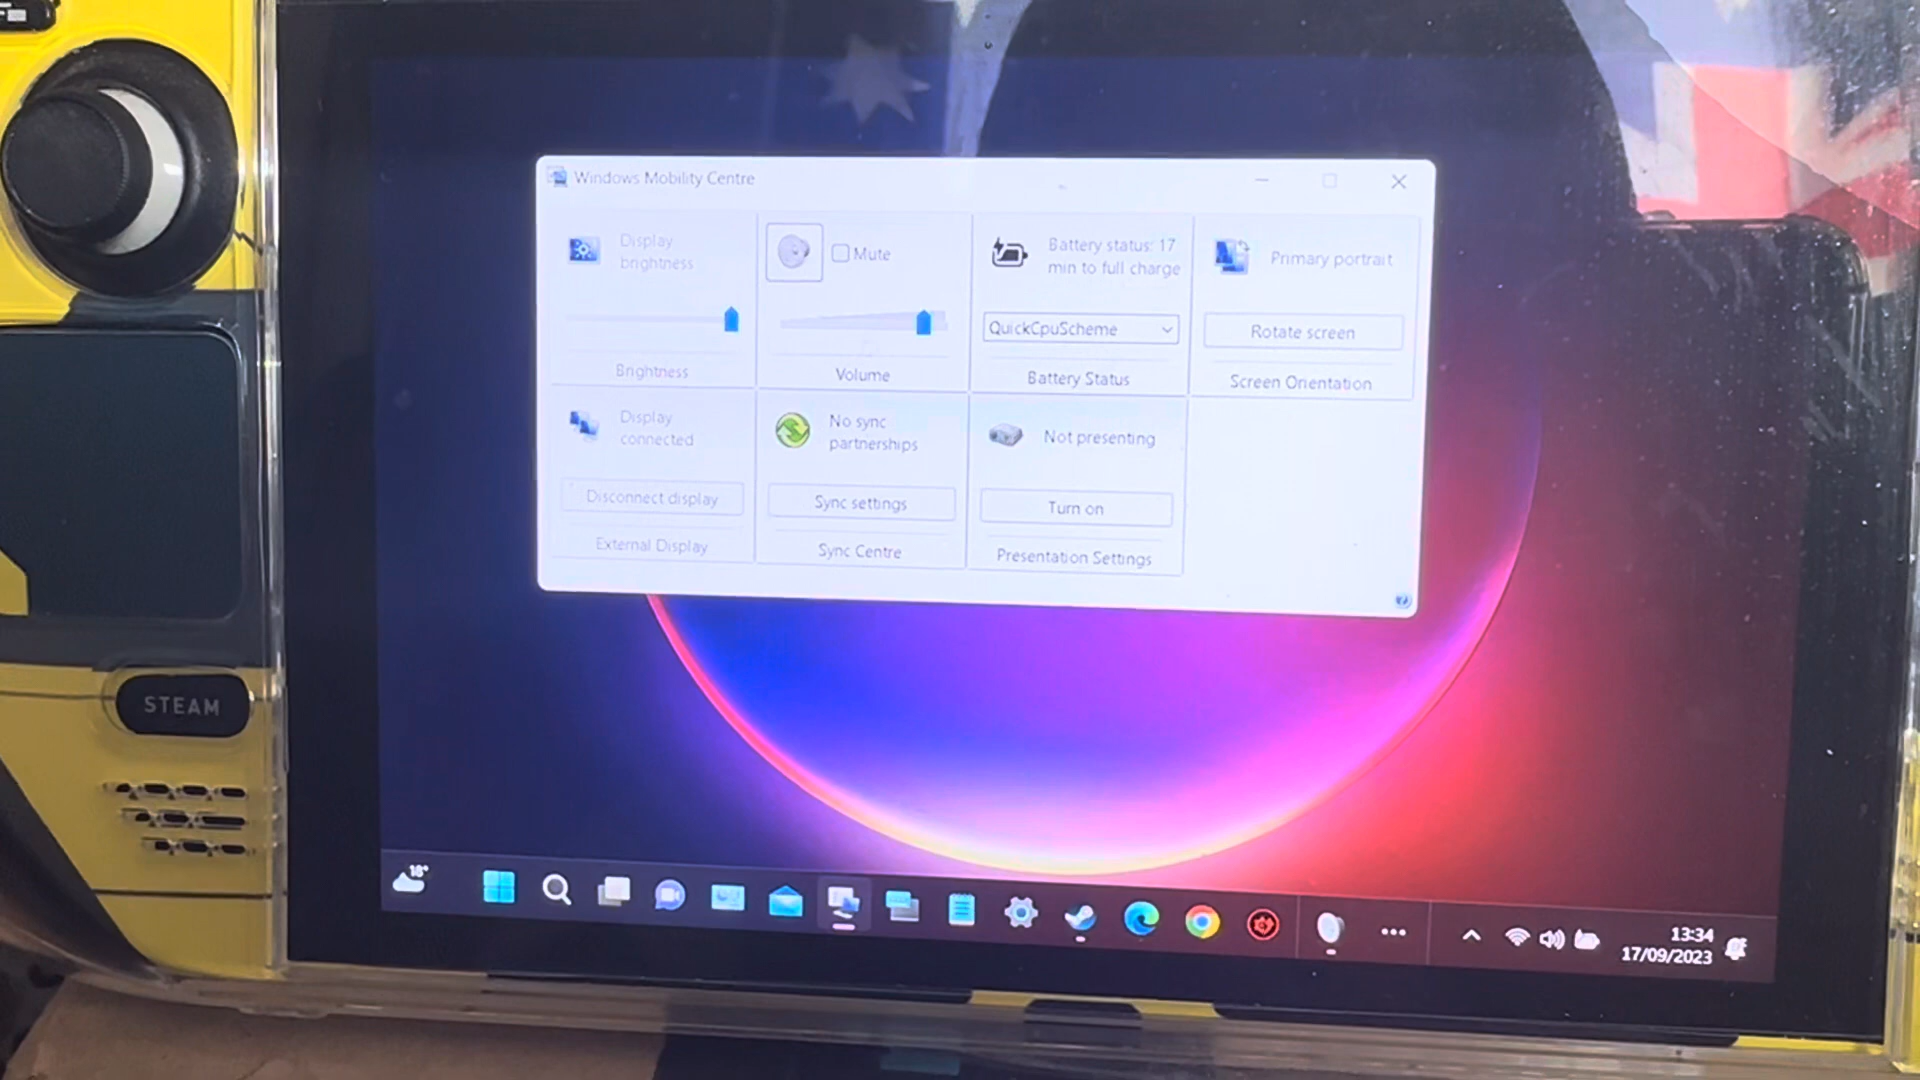 Windows Mobility Centre
Display
brightness
Brightness
Mute
Volume
Battery status: 17
min to full charge
QuickCpuScheme
Battery Status
Primary portrait
Rotate screen
Screen Orientation
Display
connected
Disconnect display
External Display
No sync
partnerships
Sync settings
Sync Centre
Not presenting
Turn on
Presentation Settings
STEAM
18°
13:34
17/09/2023